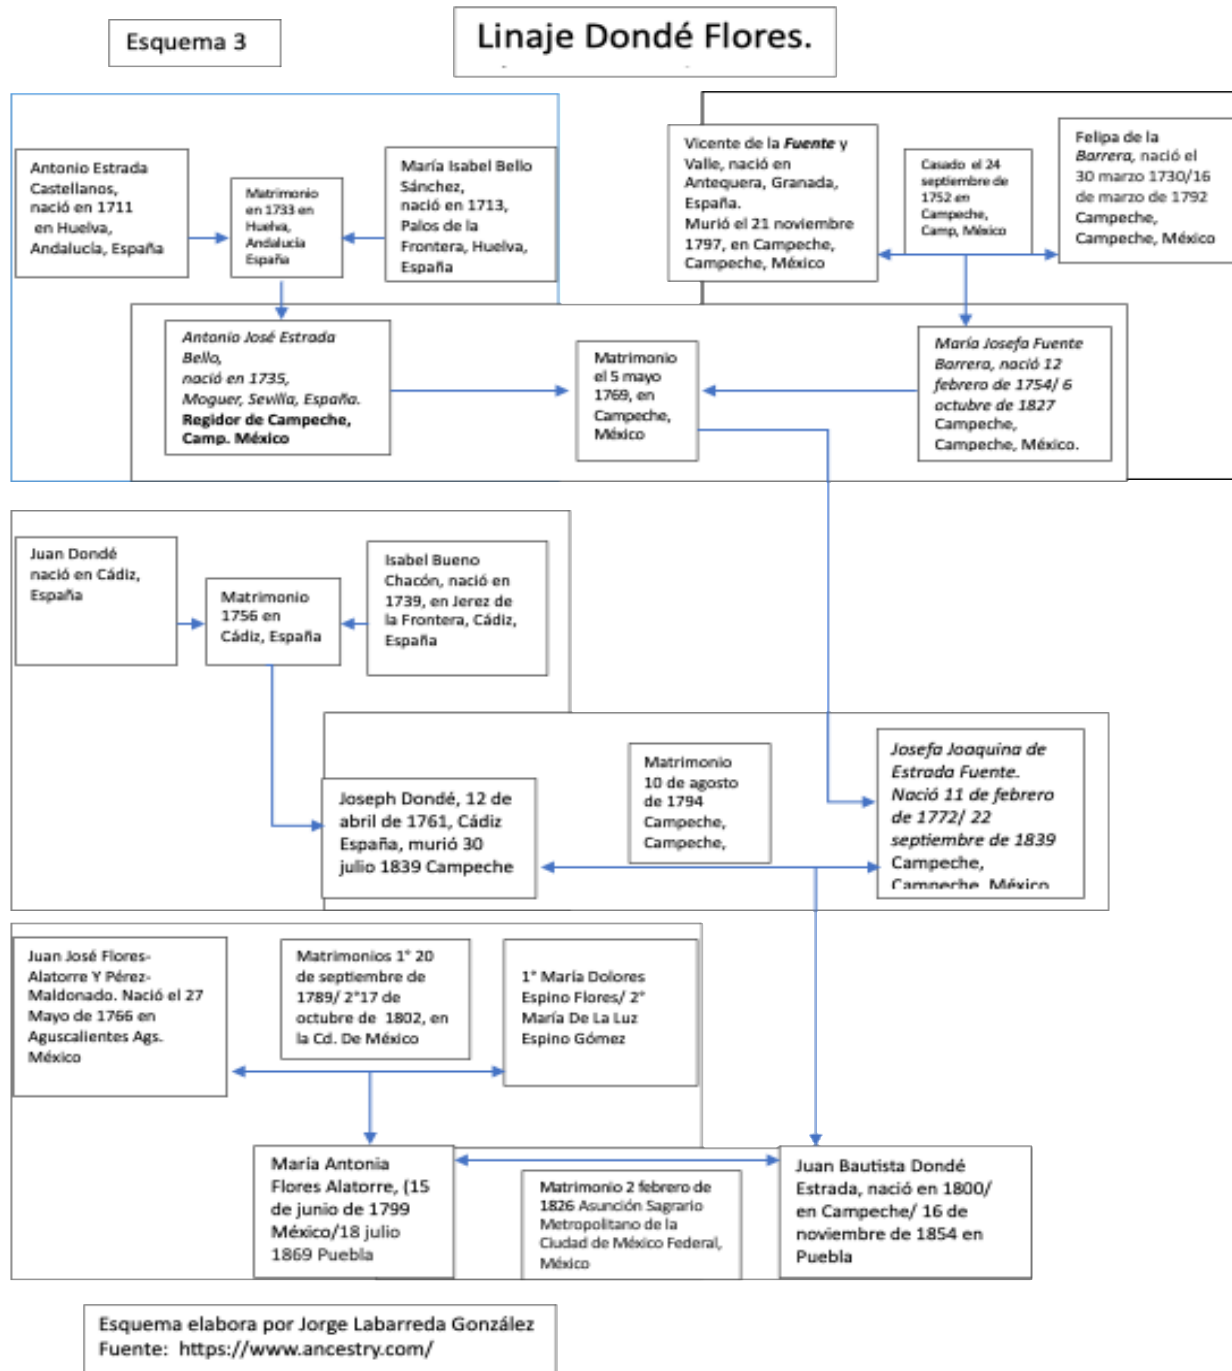 Esquema 3
Linaje Dondé Flores.
Antonio Estrada
Castellanos,
nació en 1711
en Huelva,
Andalucía, España
Matrimonio
en 1733 en
Huelva,
Andalucía
España
María Isabel Bello
Sánchez,
nació en 1713,
Palos de la
Frontera, Huelva,
España
Vicente de la Fuente y
Valle, nació en
Antequera, Granada,
España.
Murió el 21 noviembre
1797, en Campeche,
Campeche, México
Casado el 24
septiembre de
1752 en
Campeche,
Camp, México
Felipa de la
Barrera, nació el
30 marzo 1730/16
de marzo de 1792
Campeche,
Campeche, México
Antonio José Estrada
Bello,
nació en 1735,
Moguer, Sevilla, España.
Regidor de Campeche,
Camp. México
Matrimonio
el 5 mayo
1769, en
Campeche,
México
María Josefa Fuente
Barrera, nació 12
febrero de 1754/ 6
octubre de 1827
Campeche,
Campeche, México.
Juan Dondé
nació en Cádiz,
España
Matrimonio
1756 en
Cádiz, España
Isabel Bueno
Chacón, nació en
1739, en Jerez de
la Frontera, Cádiz,
España
Joseph Dondé, 12 de
abril de 1761, Cádiz
España, murió 30
julio 1839 Campeche
Matrimonio
10 de agosto
de 1794
Campeche,
Campeche,
Josefa Joaquina de
Estrada Fuente.
Nació 11 de febrero
de 1772/ 22
septiembre de 1839
Campeche,
Campeche, México
Juan José Flores-
Alatorre Y Pérez-
Maldonado. Nació el 27
Mayo de 1766 en
Aguscalientes Ags.
México
Matrimonios 1° 20
de septiembre de
1789/ 2°17 de
octubre de 1802, en
la Cd. De México
1° María Dolores
Espino Flores/ 2°
María De La Luz
Espino Gómez
María Antonia
Flores Alatorre, (15
de junio de 1799
México/18 julio
1869 Puebla
Matrimonio 2 febrero de
1826 Asunción Sagrario
Metropolitano de la
Ciudad de México Federal,
México
Juan Bautista Dondé
Estrada, nació en 1800/
en Campeche/ 16 de
noviembre de 1854 en
Puebla
Esquema elabora por Jorge Labarreda González
Fuente: https://www.ancestry.com/